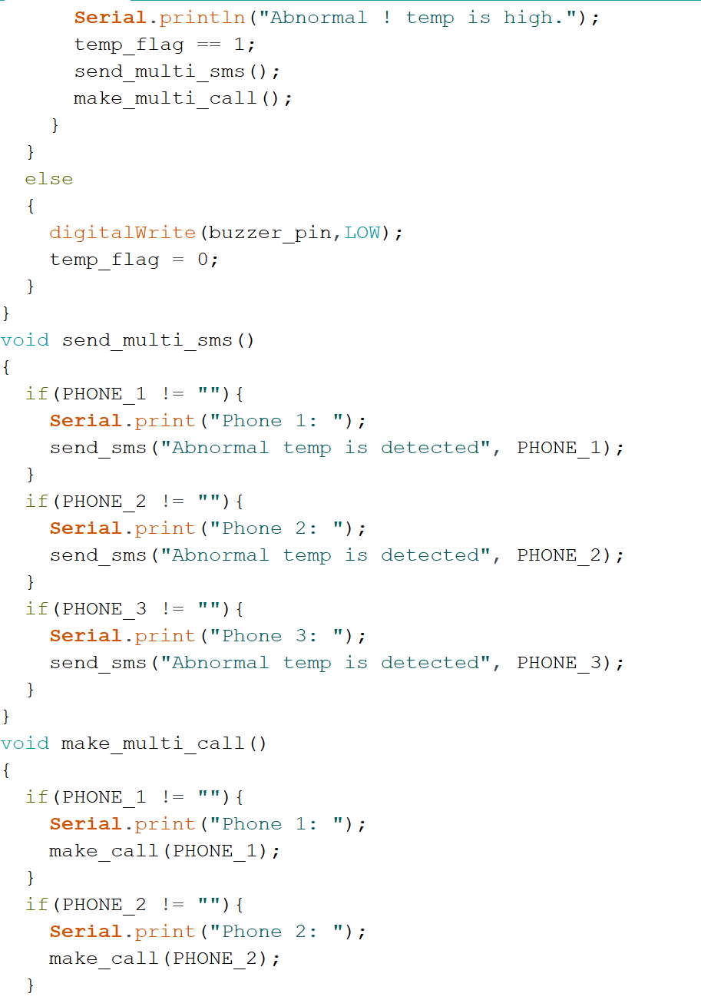 Serial.println("Abnormal ! temp is high.");
      temp_flag == 1;
      send_multi_sms();
      make_multi_call();
    }
  }
  else
  {
    digitalWrite(buzzer_pin,LOW);
    temp_flag = 0;
  }
}
void send_multi_sms()
{
  if(PHONE_1 != ""){
    Serial.print("Phone 1: ");
    send_sms("Abnormal temp is detected", PHONE_1);
  }
  if(PHONE_2 != ""){
    Serial.print("Phone 2: ");
    send_sms("Abnormal temp is detected", PHONE_2);
  }
  if(PHONE_3 != ""){
    Serial.print("Phone 3: ");
    send_sms("Abnormal temp is detected", PHONE_3);
  }
}
void make_multi_call()
{
  if(PHONE_1 != ""){
    Serial.print("Phone 1: ");
    make_call(PHONE_1);
  }
  if(PHONE_2 != ""){
    Serial.print("Phone 2: ");
    make_call(PHONE_2);
  }